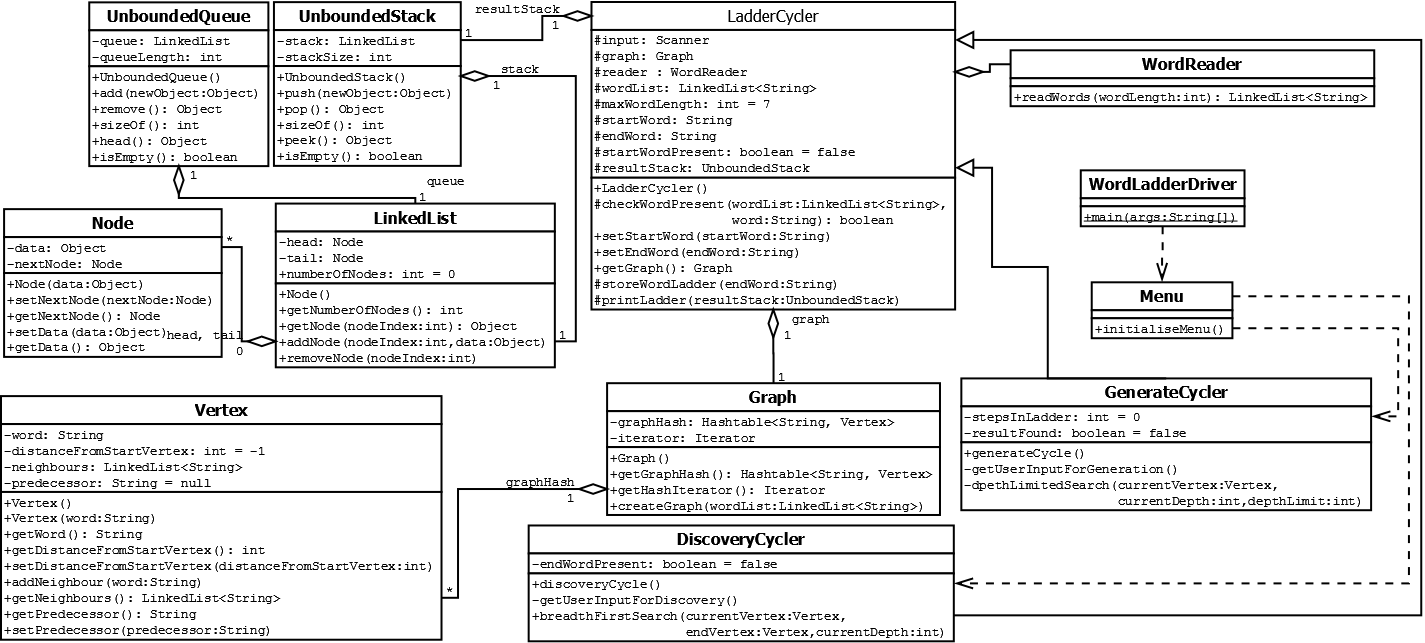 UnboundedQueue
-queue: LinkedList
-queueLength: int
+UnboundedQueue()
+add(newObject:Object)
+remove(): Object
+sizeOf(): int
+head(): Object
+isEmpty(): boolean
1
queue
1
UnboundedStack
-stack: LinkedList
-stackSize: int
+UnboundedStack()
+push(newObject:Object)
+pop(): Object
+sizeOf(): int
+peek(): Object
+isEmpty(): boolean
resultStack
1
1
stack
1
1
LadderCycler
#input: Scanner
#graph: Graph
#reader : WordReader
#wordList: LinkedList<String>
#maxWordLength: int = 7
#startWord: String
#endWord: String
#startWordPresent: boolean = false
#resultStack: UnboundedStack
+LadderCycler()
#checkWordPresent(wordList:LinkedList<String>,
word:String): boolean
+setStartWord(startWord:String)
+setEndWord(endWord:String)
+getGraph(): Graph
#storeWordLadder(endWord:String)
#printLadder(resultStack:UnboundedStack)
WordReader
+readWords(wordLength:int): LinkedList<String>
WordLadderDriver
+main(args:String[])
Menu
+initialiseMenu()
Node
-data: Object
-nextNode: Node
+Node(data:Object)
+setNextNode(nextNode:Node)
+getNextNode(): Node
+setData(data:Object)
+getData(): Object
*
head, tail
0
LinkedList
-head: Node
-tail: Node
+numberOfNodes: int = 0
+Node()
+getNumberOfNodes(): int
+getNode(nodeIndex:int): Object
+addNode(nodeIndex:int,data:Object)
+removeNode(nodeIndex:int)
graph
1
1
Graph
-graphHash: Hashtable<String, Vertex>
-iterator: Iterator
+Graph()
+getGraphHash(): Hashtable<String, Vertex>
+getHashIterator(): Iterator
+createGraph(wordList:LinkedList<String>)
graphHash
1
*
Vertex
-word: String
-distanceFromStartVertex: int = -1
-neighbours: LinkedList<String>
-predecessor: String = null
+Vertex()
+Vertex(word:String)
+getWord(): String
+getDistanceFromStartVertex(): int
+setDistanceFromStartVertex(distanceFromStartVertex:int)
+addNeighbour(word:String)
+getNeighbours(): LinkedList<String>
+getPredecessor(): String
+setPredecessor(predecessor:String)
GenerateCycler
-stepsInLadder: int = 0
-resultFound: boolean = false
+generateCycle()
-getUserInputForGeneration()
-dpethLimitedSearch(currentVertex:Vertex,
currentDepth:int,depthLimit:int)
DiscoveryCycler
-endWordPresent: boolean = false
+discoveryCycle()
-getUserInputForDiscovery()
+breadthFirstSearch(currentVertex:Vertex,
endVertex:Vertex,currentDepth:int)